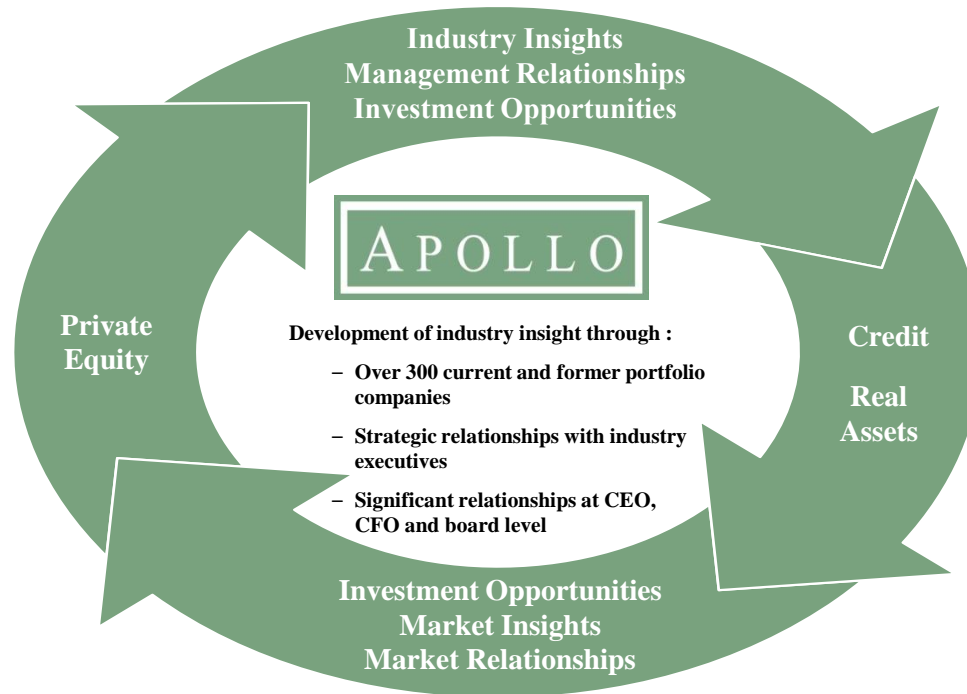 Industry Insights
Management Relationships
Investment Opportunities
APOLLO
Private
Equity
Development of industry insight through :
– Over 300 current and former portfolio
companies
– Strategic relationships with industry
executives
– Significant relationships at CEO,
CFO and board level
Credit
Real
Assets
Investment Opportunities
Market Insights
Market Relationships